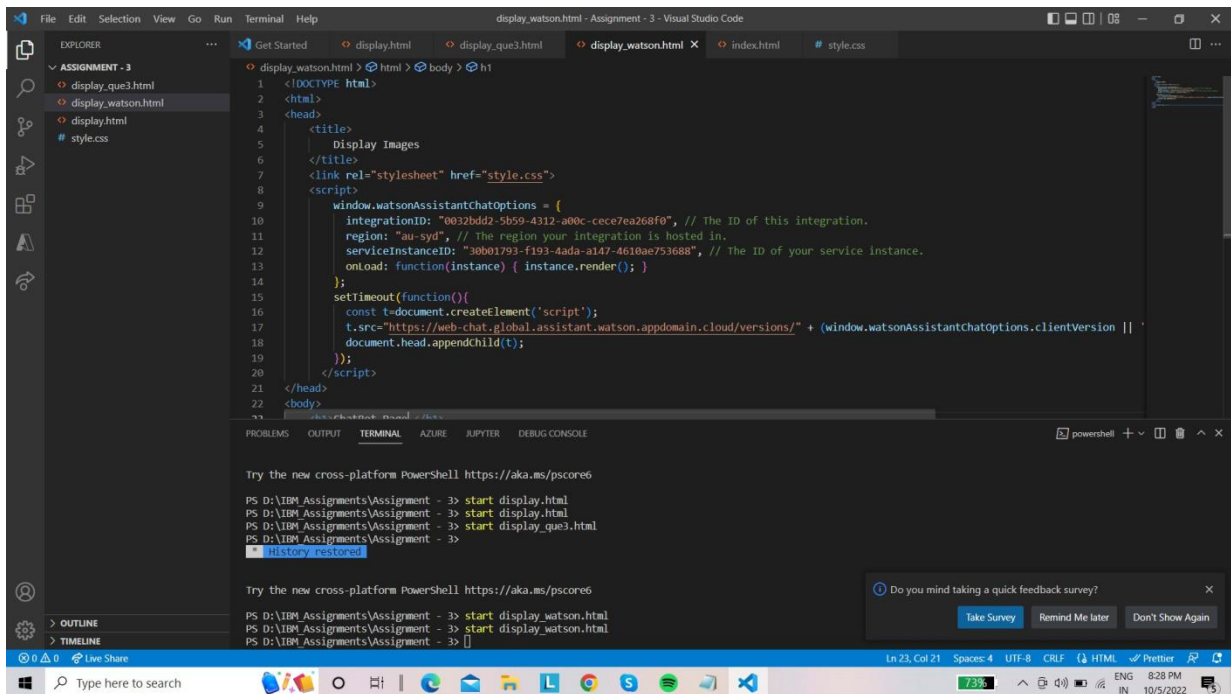 File Edit Selection View Go Run Terminal Help
display_watson.html - Assignment - 3 - Visual Studio Code
EXPLORER
ASSIGNMENT - 3
display_que3.html
display_watson.html
display.html
# style.css
OUTLINE
TIMELINE
Get Started display.html display_que3.html display_watson.html index.html # style.css
display_watson.html > html > body > h1
1 <!DOCTYPE html>
2 <html>
3 <head>
4 <title>
5 Display Images
6 </title>
7 <link rel="stylesheet" href="style.css">
8 <script>
9 window.watsonAssistantChatOptions = {
10 integrationID: "0032bdd2-5b59-4312-a00c-cece7ea268f0", // The ID of this integration.
11 region: "au-syd", // The region your integration is hosted in.
12 serviceInstanceID: "30b01793-f193-4ada-a147-4610ae753688", // The ID of your service instance.
13 onLoad: function(instance) { instance.render(); }
14 };
15 setTimeout(function(){
16 const t=document.createElement('script');
17 t.src="https://web-chat.global.assistant.watson.appdomain.cloud/versions/" + (window.watsonAssistantChatOptions.clientVersion || '
18 document.head.appendChild(t);
19 });
20 </script>
21 </head>
22 <body>
23 <h1>ChatBot Page </h1>
PROBLEMS OUTPUT TERMINAL AZURE JUPYTER DEBUG CONSOLE
powershell
Try the new cross-platform PowerShell https://aka.ms/pscore6
PS D:\IBM_Assignments\Assignment - 3> start display.html
PS D:\IBM_Assignments\Assignment - 3> start display.html
PS D:\IBM_Assignments\Assignment - 3> start display_que3.html
PS D:\IBM_Assignments\Assignment - 3>
* History restored
Try the new cross-platform PowerShell https://aka.ms/pscore6
PS D:\IBM_Assignments\Assignment - 3> start display_watson.html
PS D:\IBM_Assignments\Assignment - 3> start display_watson.html
PS D:\IBM_Assignments\Assignment - 3>
Do you mind taking a quick feedback survey?
Take Survey Remind Me later Don't Show Again
0 0 Live Share
Ln 23, Col 21 Spaces: 4 UTF-8 CRLF HTML Prettier
Type here to search
73%
ENG
IN
8:28 PM
10/5/2022